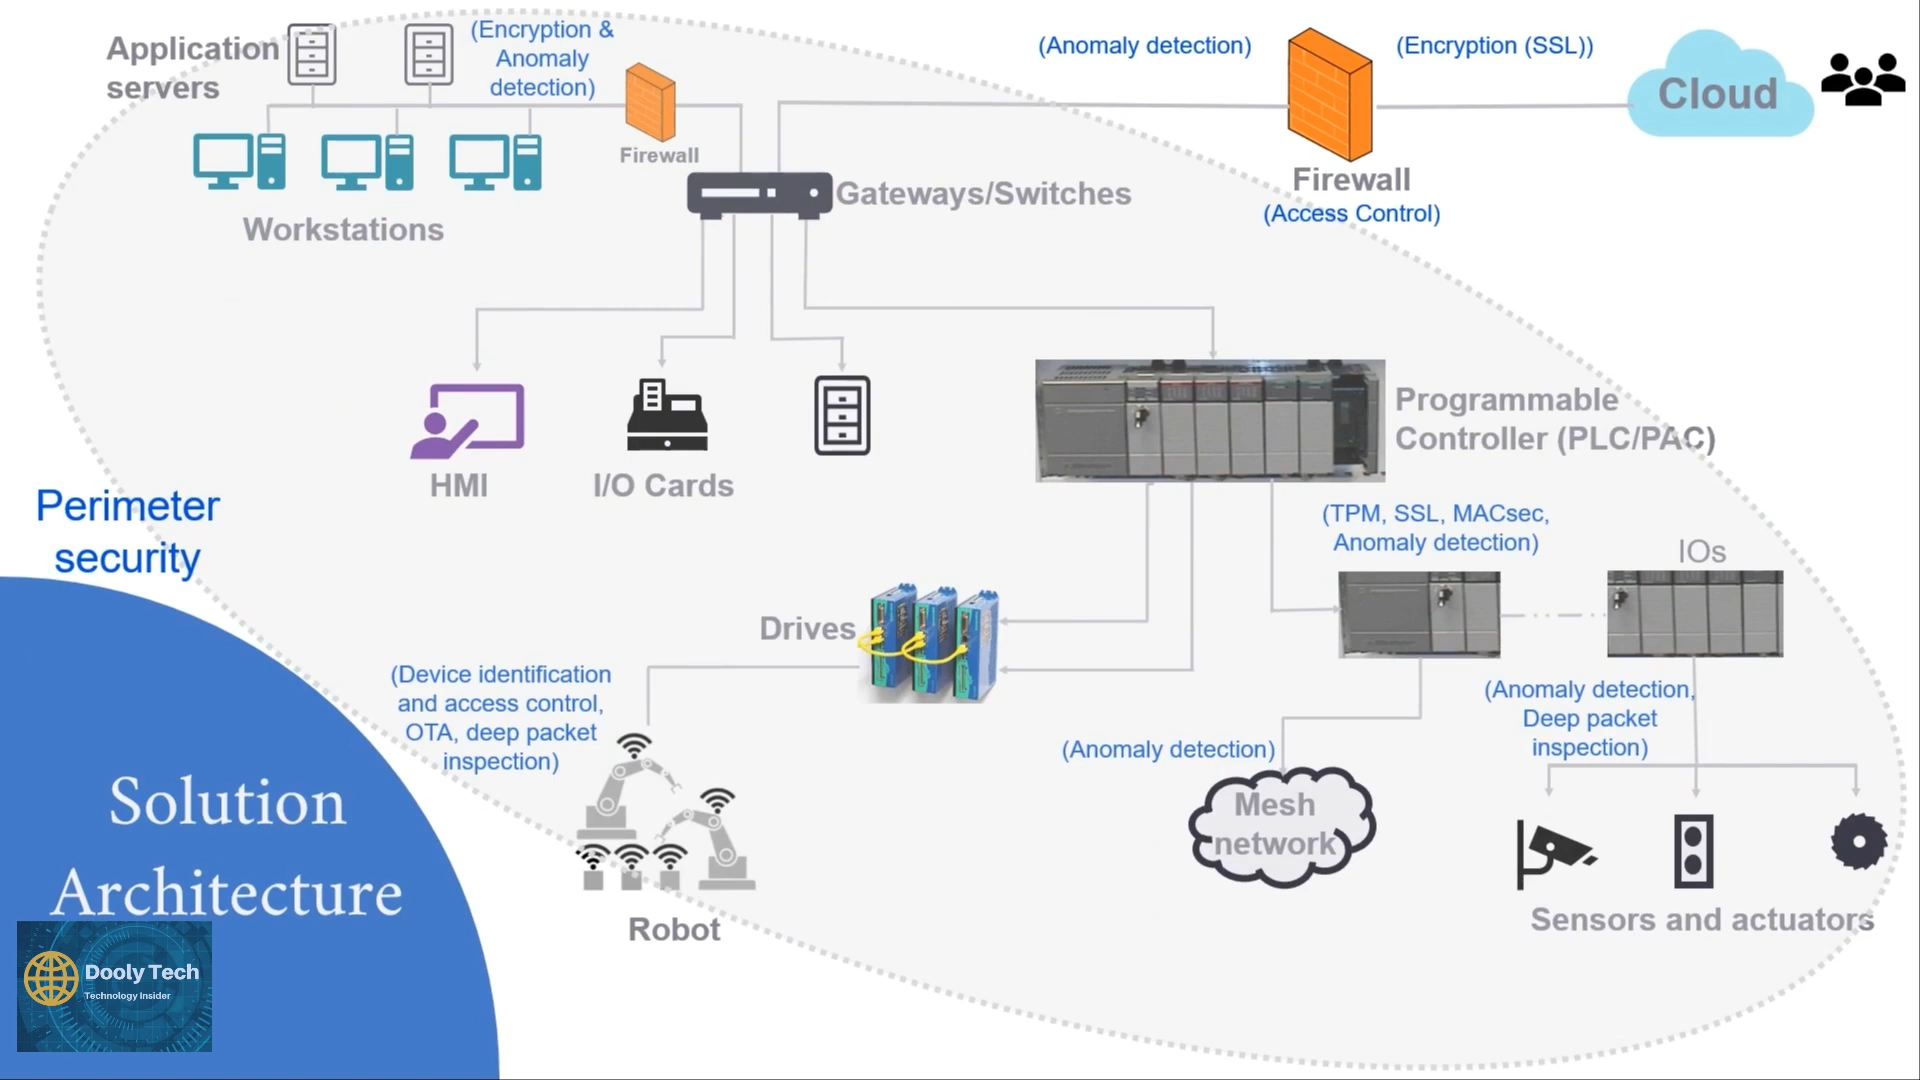 Application
servers
(Encryption &
Anomaly
detection)
(Anomaly detection)
(Encryption (SSL))
Cloud
Firewall
Firewall
(Access Control)
Gateways/Switches
Workstations
HMI
I/O Cards
Programmable
Controller (PLC/PAC)
Perimeter
security
(TPM, SSL, MACsec,
Anomaly detection)
IOs
Drives
(Device identification
and access control,
OTA, deep packet
inspection)
(Anomaly detection,
Deep packet
inspection)
(Anomaly detection)
Mesh
network
Sensors and actuators
Robot
Solution
Architecture
Dooly Tech
Technology Insider